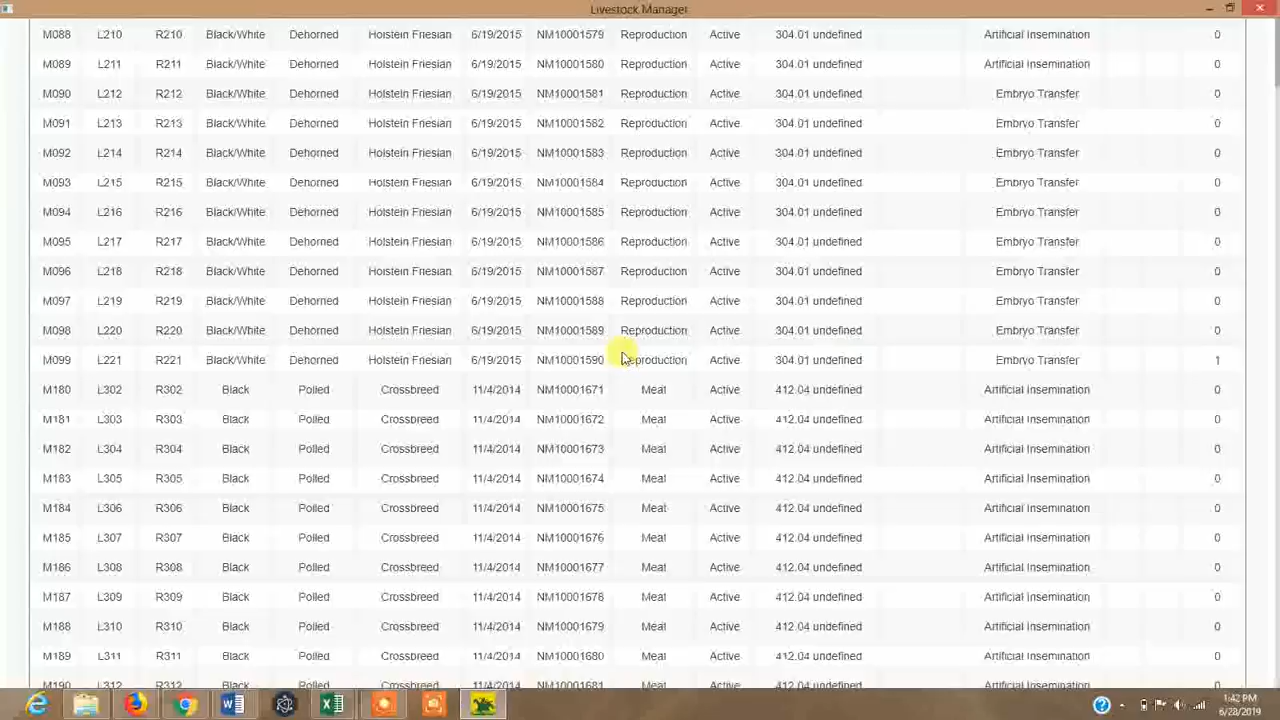 Livestock Manager
M088 L210 R210 Black/White Dehorned Holstein Friesian 6/19/2015 NM10001579 Reproduction Active 304.01 undefined Artificial Insemination 0
M089 L211 R211 Black/White Dehorned Holstein Friesian 6/19/2015 NM10001580 Reproduction Active 304.01 undefined Artificial Insemination 0
M090 L212 R212 Black/White Dehorned Holstein Friesian 6/19/2015 NM10001581 Reproduction Active 304.01 undefined Embryo Transfer 0
M091 L213 R213 Black/White Dehorned Holstein Friesian 6/19/2015 NM10001582 Reproduction Active 304.01 undefined Embryo Transfer 0
M092 L214 R214 Black/White Dehorned Holstein Friesian 6/19/2015 NM10001583 Reproduction Active 304.01 undefined Embryo Transfer 0
M093 L215 R215 Black/White Dehorned Holstein Friesian 6/19/2015 NM10001584 Reproduction Active 304.01 undefined Embryo Transfer 0
M094 L216 R216 Black/White Dehorned Holstein Friesian 6/19/2015 NM10001585 Reproduction Active 304.01 undefined Embryo Transfer 0
M095 L217 R217 Black/White Dehorned Holstein Friesian 6/19/2015 NM10001586 Reproduction Active 304.01 undefined Embryo Transfer 0
M096 L218 R218 Black/White Dehorned Holstein Friesian 6/19/2015 NM10001587 Reproduction Active 304.01 undefined Embryo Transfer 0
M097 L219 R219 Black/White Dehorned Holstein Friesian 6/19/2015 NM10001588 Reproduction Active 304.01 undefined Embryo Transfer 0
M098 L220 R220 Black/White Dehorned Holstein Friesian 6/19/2015 NM10001589 Reproduction Active 304.01 undefined Embryo Transfer 0
M099 L221 R221 Black/White Dehorned Holstein Friesian 6/19/2015 NM10001590 Reproduction Active 304.01 undefined Embryo Transfer 1
M180 L302 R302 Black Polled Crossbreed 11/4/2014 NM10001671 Meat Active 412.04 undefined Artificial Insemination 0
M181 L303 R303 Black Polled Crossbreed 11/4/2014 NM10001672 Meat Active 412.04 undefined Artificial Insemination 0
M182 L304 R304 Black Polled Crossbreed 11/4/2014 NM10001673 Meat Active 412.04 undefined Artificial Insemination 0
M183 L305 R305 Black Polled Crossbreed 11/4/2014 NM10001674 Meat Active 412.04 undefined Artificial Insemination 0
M184 L306 R306 Black Polled Crossbreed 11/4/2014 NM10001675 Meat Active 412.04 undefined Artificial Insemination 0
M185 L307 R307 Black Polled Crossbreed 11/4/2014 NM10001676 Meat Active 412.04 undefined Artificial Insemination 0
M186 L308 R308 Black Polled Crossbreed 11/4/2014 NM10001677 Meat Active 412.04 undefined Artificial Insemination 0
M187 L309 R309 Black Polled Crossbreed 11/4/2014 NM10001678 Meat Active 412.04 undefined Artificial Insemination 0
M188 L310 R310 Black Polled Crossbreed 11/4/2014 NM10001679 Meat Active 412.04 undefined Artificial Insemination 0
M189 L311 R311 Black Polled Crossbreed 11/4/2014 NM10001680 Meat Active 412.04 undefined Artificial Insemination 0
M190 L312 R312 Black Polled Crossbreed 11/4/2014 NM10001681 Meat Active 412.04 undefined Artificial Insemination 0
1:42 PM
6/28/2019